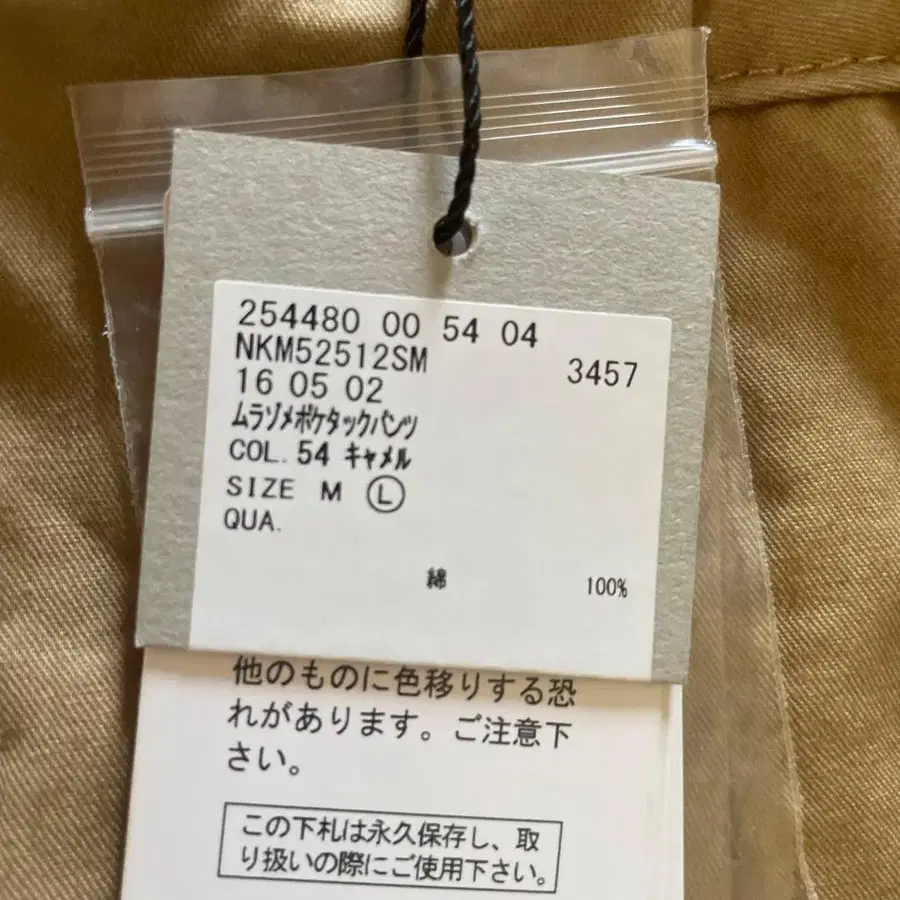 254480 00 54 04
NKM52512SM
3457
16 05 02
ムラゾメポケタックパンツ
COL. 54 キャメル
SIZE M Ⓛ
QUA.
綿 100%
他のものに色移りする恐
れがあります。ご注意下
さい。
この下札は永久保存し、取
り扱いの際にご使用下さい。